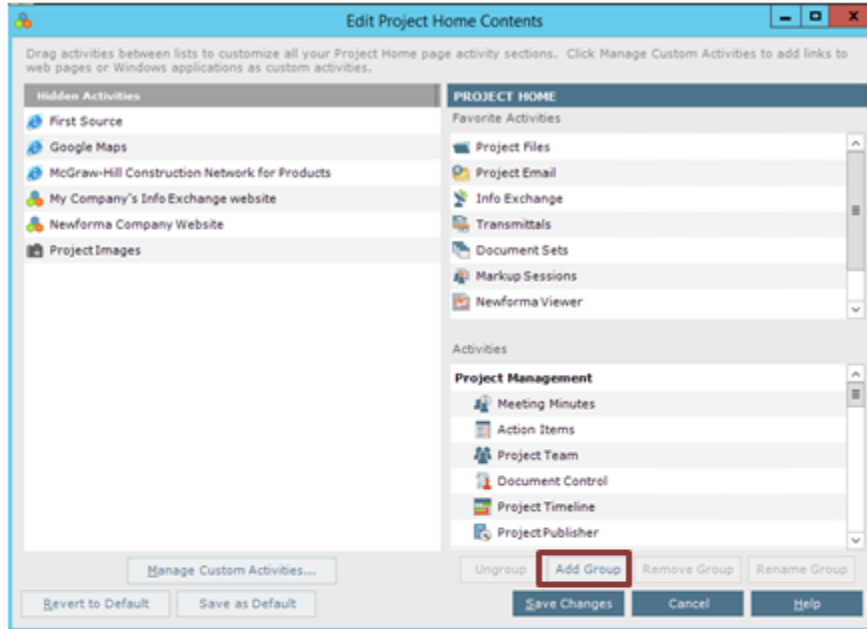 Edit Project Home Contents
Drag activities between lists to customize all your Project Home page activity sections. Click Manage Custom Activities to add links to
web pages or Windows applications as custom activities.
Hidden Activities
First Source
Google Maps
McGraw-Hill Construction Network for Products
My Company's Info Exchange website
Newforma Company Website
Project Images
PROJECT HOME
Favorite Activities
Project Files
Project Email
Info Exchange
Transmittals
Document Sets
Markup Sessions
Newforma Viewer
Activities
Project Management
Meeting Minutes
Action Items
Project Team
Document Control
Project Timeline
Project Publisher
Manage Custom Activities...
Ungroup Add Group Remove Group Rename Group
Revert to Default Save as Default Save Changes Cancel Help